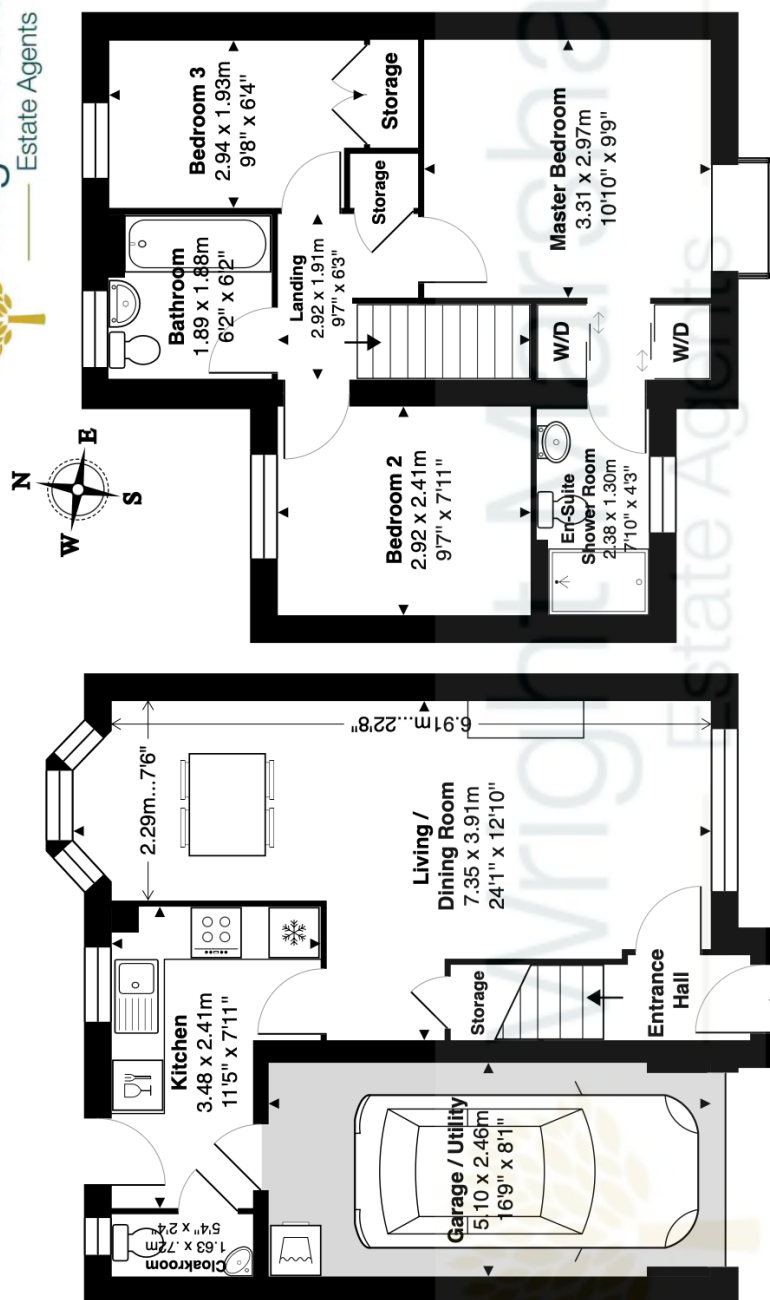 Estate Agents
Bedroom 3
2.94 x 1.93m
9'8" x 6'4"
Storage
Bathroom
1.89 x 1.88m
6'2" x 6'2"
Landing
2.92 x 1.91m
9'7" x 6'3"
Storage
Master Bedroom
3.31 x 2.97m
10'10" x 9'9"
W/D
W/D
N
E
S
W
Bedroom 2
2.92 x 2.41m
9'7" x 7'11"
En-Suite
Shower Room
2.38 x 1.30m
7'10" x 4'3"
2.29m...7'6"
6.91m...22'8"
Living /
Dining Room
7.35 x 3.91m
24'1" x 12'10"
Kitchen
3.48 x 2.41m
11'5" x 7'11"
Storage
Entrance
Hall
Cloakroom
1.63 x .72m
5'4" x 2'4"
Garage / Utility
5.10 x 2.46m
16'9" x 8'1"
Wright Marsha
Estate Agents